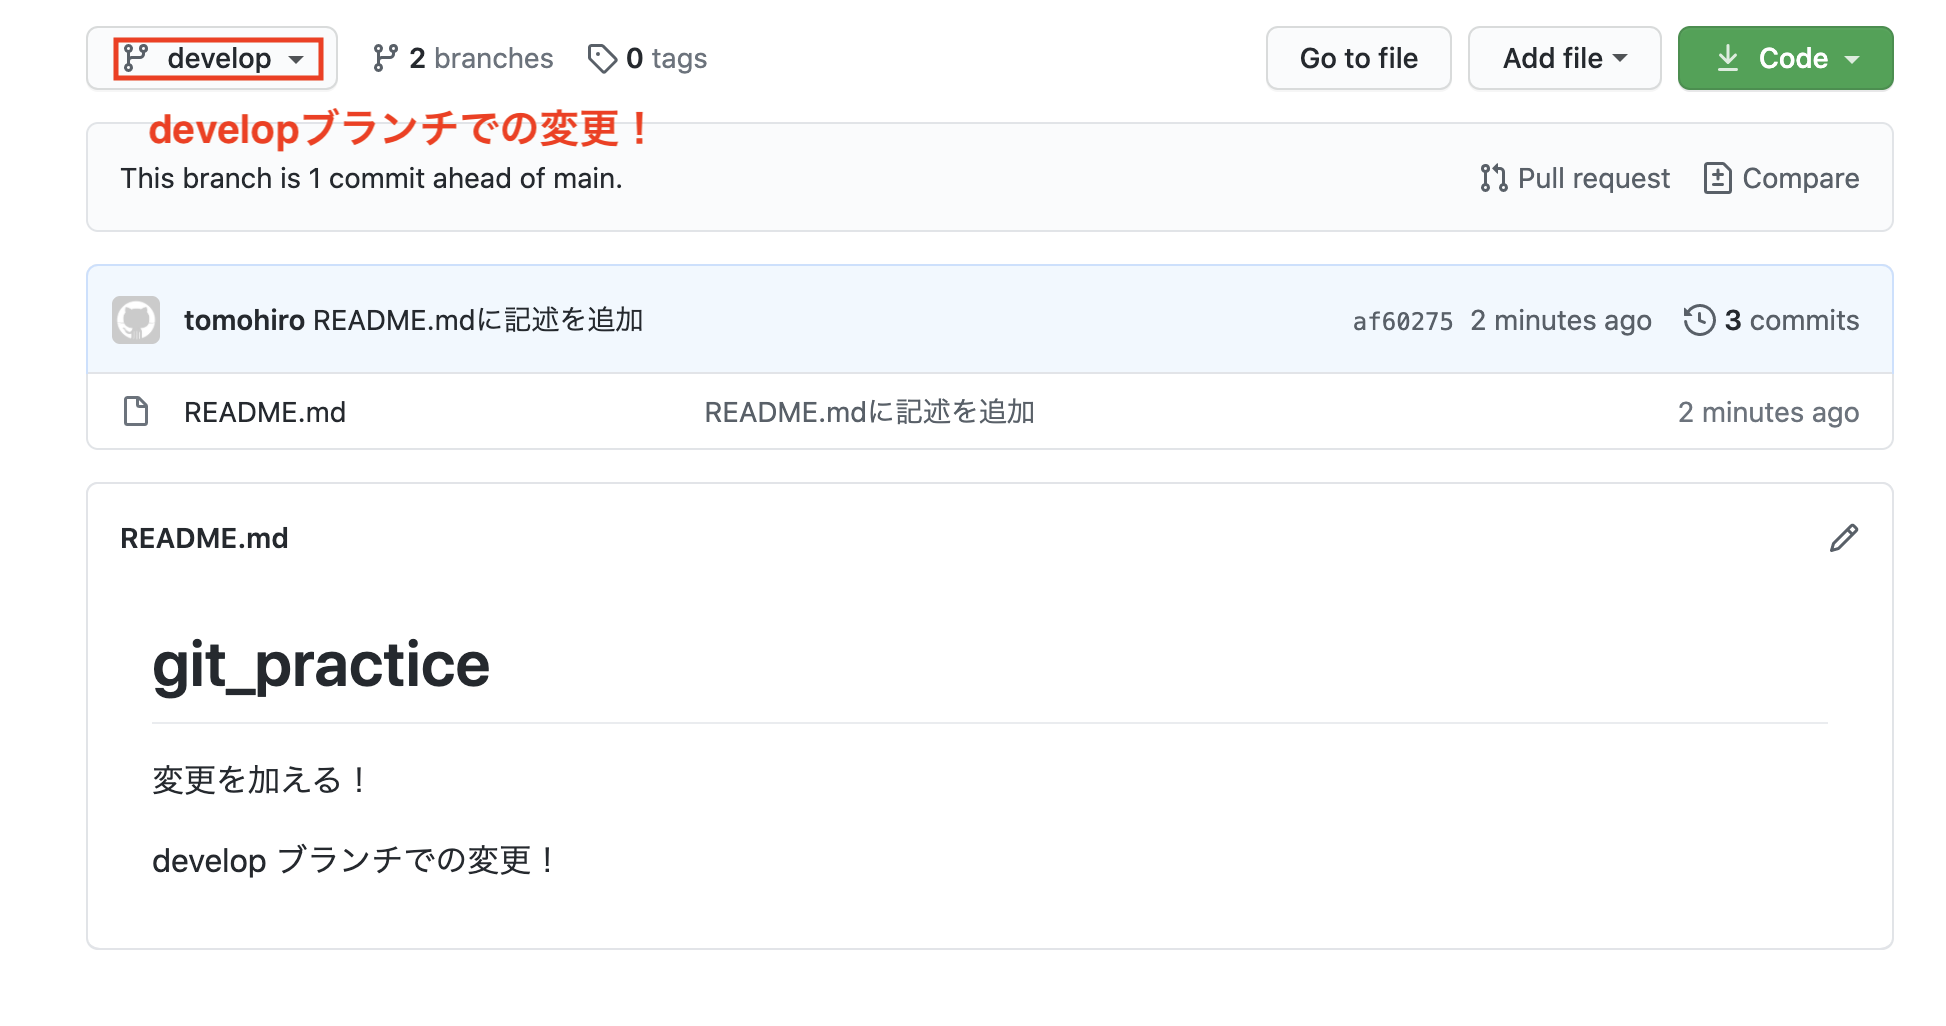 develop
2 branches
0 tags
Go to file
Add file
Code
developブランチでの変更！
This branch is 1 commit ahead of main.
Pull request
Compare
tomohiro README.mdに記述を追加
af60275 2 minutes ago
3 commits
README.md
README.mdに記述を追加
2 minutes ago
README.md
git_practice
変更を加える！
develop ブランチでの変更！